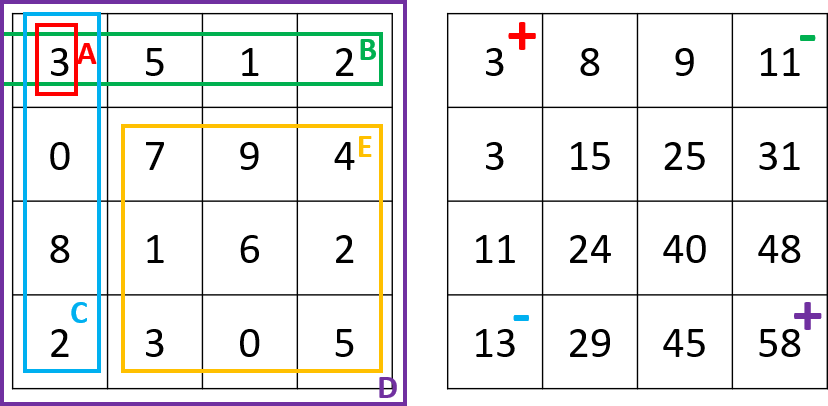 3 A 5 1 2 B
0 7 9 4 E
8 1 6 2
2 C 3 0 5
D
3 + 8 9 11 -
3 15 25 31
11 24 40 48
13 - 29 45 58 +